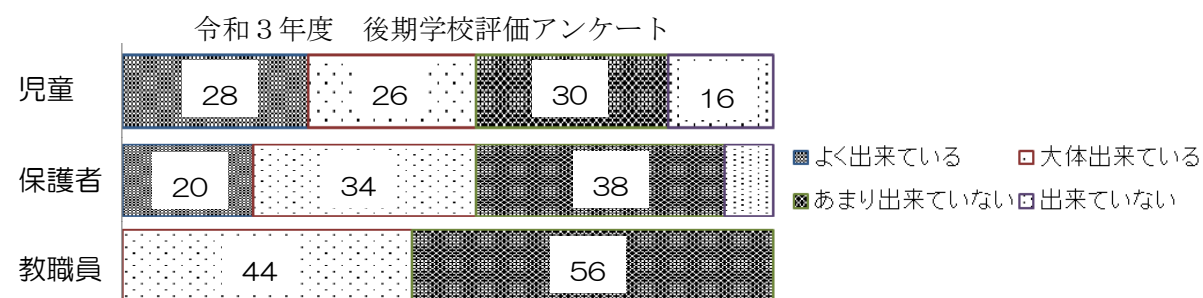 令和３年度　後期学校評価アンケート
児童
28
26
30
16
保護者
20
34
38
教職員
44
56
よく出来ている
大体出来ている
あまり出来ていない
出来ていない